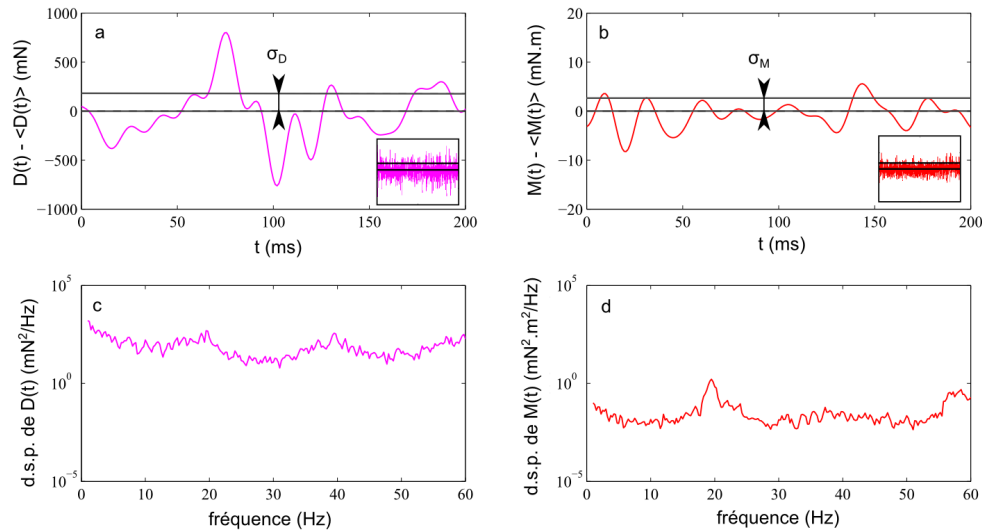 a
D(t) - <D(t)> (mN)
1000
500
0
−500
−1000
σD
0 50 100 150 200
t (ms)
b
M(t) - <M(t)> (mN.m)
20
10
0
−10
−20
σM
0 50 100 150 200
t (ms)
c
d.s.p. de D(t) (mN²/Hz)
10⁵
10⁰
10⁻⁵
0 10 20 30 40 50 60
fréquence (Hz)
d
d.s.p. de M(t) (mN².m²/Hz)
10⁵
10⁰
10⁻⁵
0 10 20 30 40 50 60
fréquence (Hz)